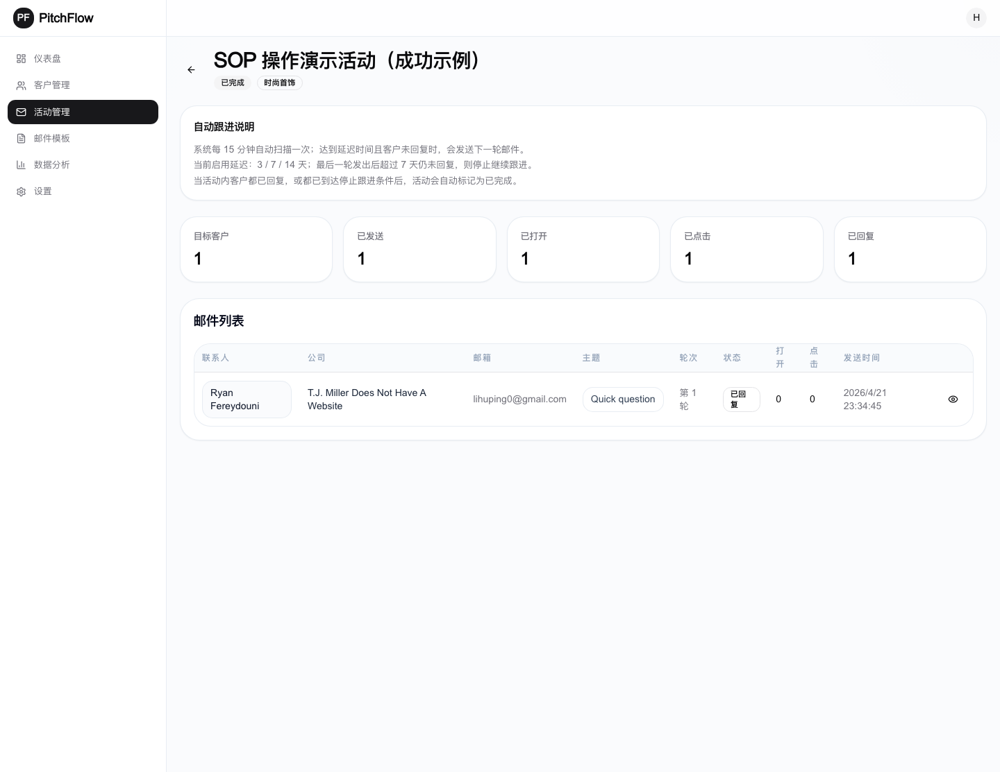 PF PitchFlow
H
仪表盘
客户管理
活动管理
邮件模板
数据分析
设置
SOP 操作演示活动（成功示例）
已完成 时尚首饰
自动跟进说明
系统每 15 分钟自动扫描一次；达到延迟时间且客户未回复时，会发送下一轮邮件。
当前启用延迟：3 / 7 / 14 天；最后一轮发出后超过 7 天仍未回复，则停止继续跟进。
当活动内客户都已回复，或都已到达停止跟进条件后，活动会自动标记为已完成。
目标客户
1
已发送
1
已打开
1
已点击
1
已回复
1
邮件列表
联系人 公司 邮箱 主题 轮次 状态 打开 点击 发送时间
Ryan Fereydouni
T.J. Miller Does Not Have A Website
lihuping0@gmail.com
Quick question
第 1 轮
已回复
0
0
2026/4/21 23:34:45